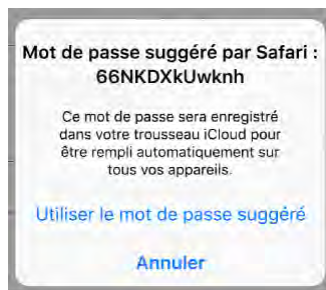 Mot de passe suggéré par Safari :
66NKDXkUwknh
Ce mot de passe sera enregistré
dans votre trousseau iCloud pour
être rempli automatiquement sur
tous vos appareils.
Utiliser le mot de passe suggéré
Annuler